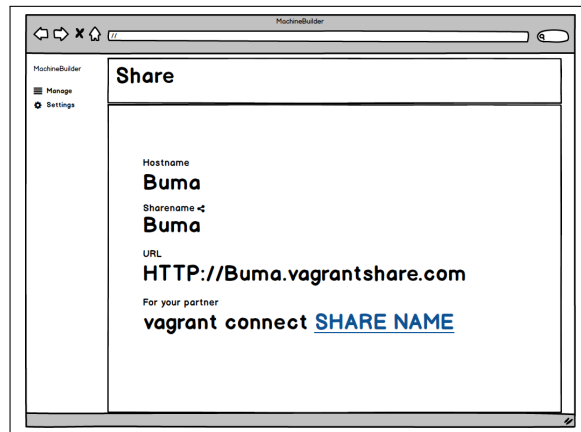 MachineBuilder
//
MachineBuilder
Share
Manage
Settings
Hostname
Buma
Sharename
Buma
URL
HTTP://Buma.vagrantshare.com
For your partner
vagrant connect SHARE NAME